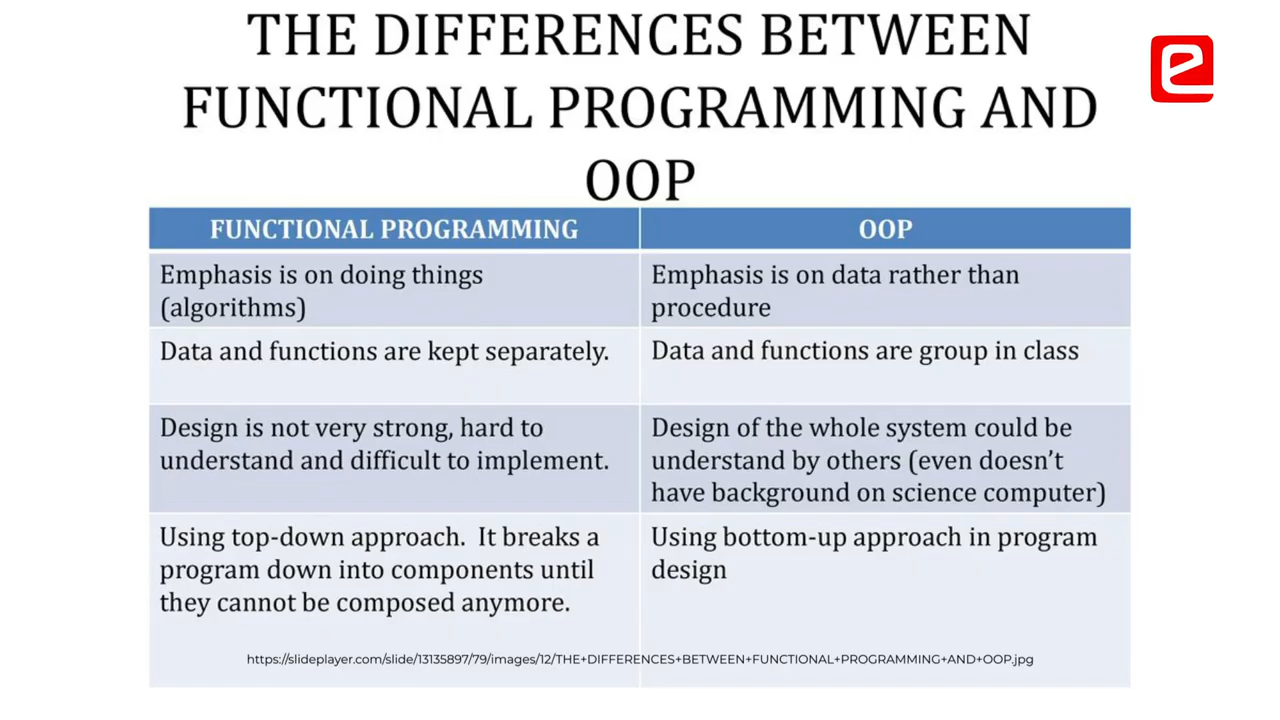 THE DIFFERENCES BETWEEN
FUNCTIONAL PROGRAMMING AND
OOP
FUNCTIONAL PROGRAMMING
OOP
Emphasis is on doing things
(algorithms)
Emphasis is on data rather than
procedure
Data and functions are kept separately.
Data and functions are group in class
Design is not very strong, hard to
understand and difficult to implement.
Design of the whole system could be
understand by others (even doesn't
have background on science computer)
Using top-down approach.  It breaks a
program down into components until
they cannot be composed anymore.
Using bottom-up approach in program
design
https://slideplayer.com/slide/13135897/79/images/12/THE+DIFFERENCES+BETWEEN+FUNCTIONAL+PROGRAMMING+AND+OOP.jpg
e